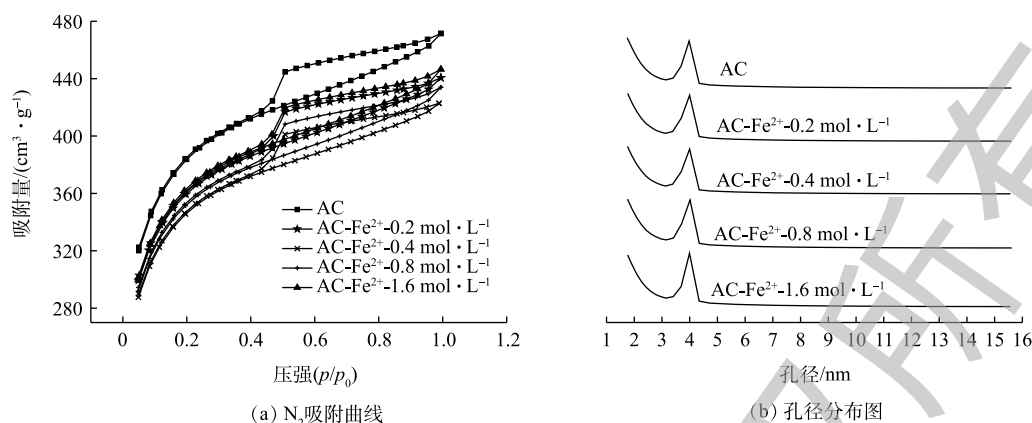 480
440
400
360
320
280
吸附量/(cm³·g⁻¹)
AC
AC-Fe²⁺-0.2 mol·L⁻¹
AC-Fe²⁺-0.4 mol·L⁻¹
AC-Fe²⁺-0.8 mol·L⁻¹
AC-Fe²⁺-1.6 mol·L⁻¹
0 0.2 0.4 0.6 0.8 1.0 1.2
压强(p/p₀)
(a) N₂吸附曲线
AC
AC-Fe²⁺-0.2 mol·L⁻¹
AC-Fe²⁺-0.4 mol·L⁻¹
AC-Fe²⁺-0.8 mol·L⁻¹
AC-Fe²⁺-1.6 mol·L⁻¹
1 2 3 4 5 6 7 8 9 10 11 12 13 14 15 16
孔径/nm
(b) 孔径分布图
所有